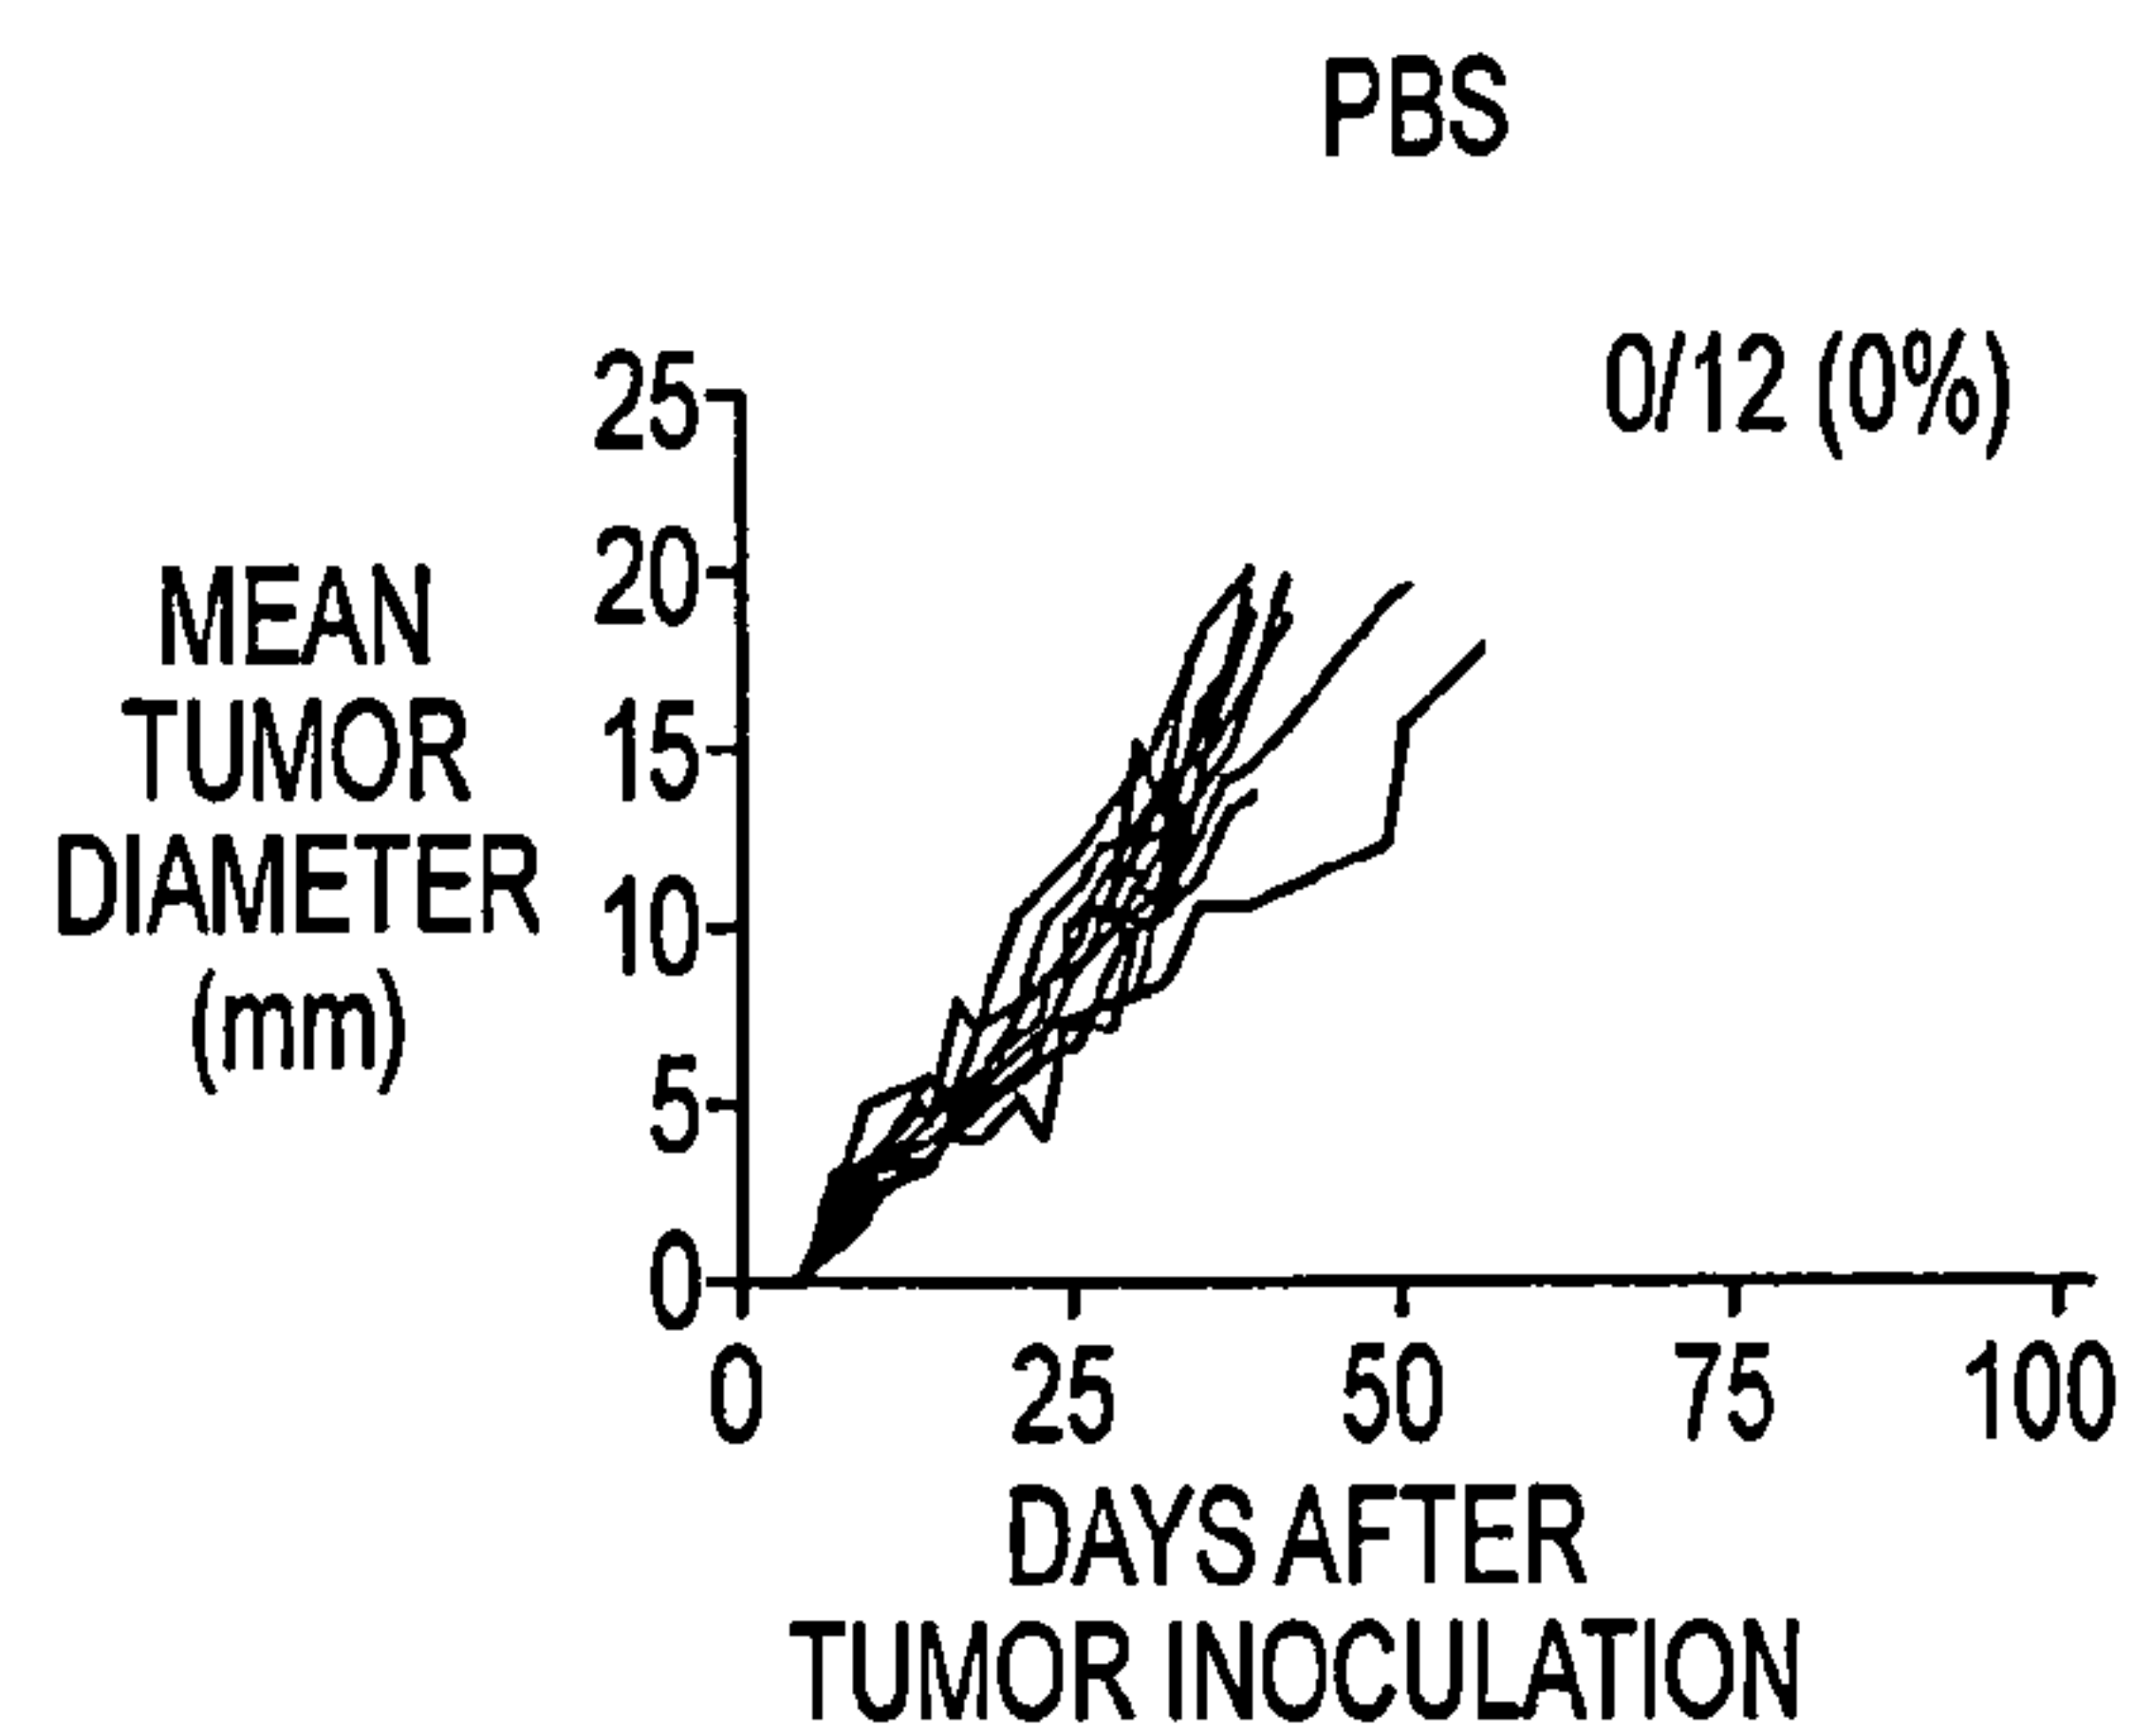 PBS
0/12 (0%)
MEAN
TUMOR
DIAMETER
(mm)
25
20
15
10
5
0
0 25 50 75 100
DAYS AFTER
TUMOR INOCULATION